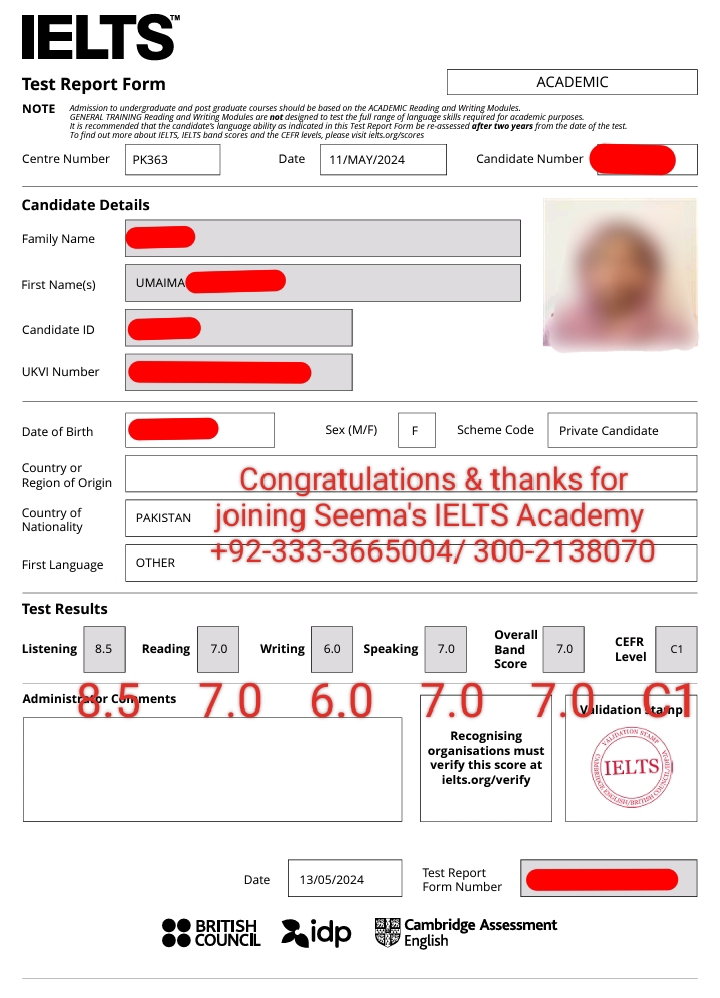 IELTS™
Test Report Form
ACADEMIC
NOTE
Admission to undergraduate and post graduate courses should be based on the ACADEMIC Reading and Writing Modules.
GENERAL TRAINING Reading and Writing Modules are not designed to test the full range of language skills required for academic purposes.
It is recommended that the candidate's language ability as indicated in this Test Report Form be re-assessed after two years from the date of the test.
To find out more about IELTS, IELTS band scores and the CEFR levels, please visit ielts.org/scores
Centre Number PK363 Date 11/MAY/2024 Candidate Number
Candidate Details
Family Name
First Name(s) UMAIMA
Candidate ID
UKVI Number
Date of Birth Sex (M/F) F Scheme Code Private Candidate
Country or
Region of Origin
Congratulations & thanks for
Country of
Nationality
PAKISTAN
joining Seema's IELTS Academy
+92-333-3665004/ 300-2138070
First Language OTHER
Test Results
Listening 8.5 Reading 7.0 Writing 6.0 Speaking 7.0 Overall
Band
Score
7.0 CEFR
Level
C1
8.5 7.0 6.0 7.0 7.0 C1
Administrator Comments
Validation stamp
Recognising
organisations must
verify this score at
ielts.org/verify
VALIDATION STAMP
CAMBRIDGE ENGLISH/BRITISH COUNCIL/IDP:IA
IELTS
Date 13/05/2024
Test Report
Form Number
BRITISH
COUNCIL
idp
Cambridge Assessment
English